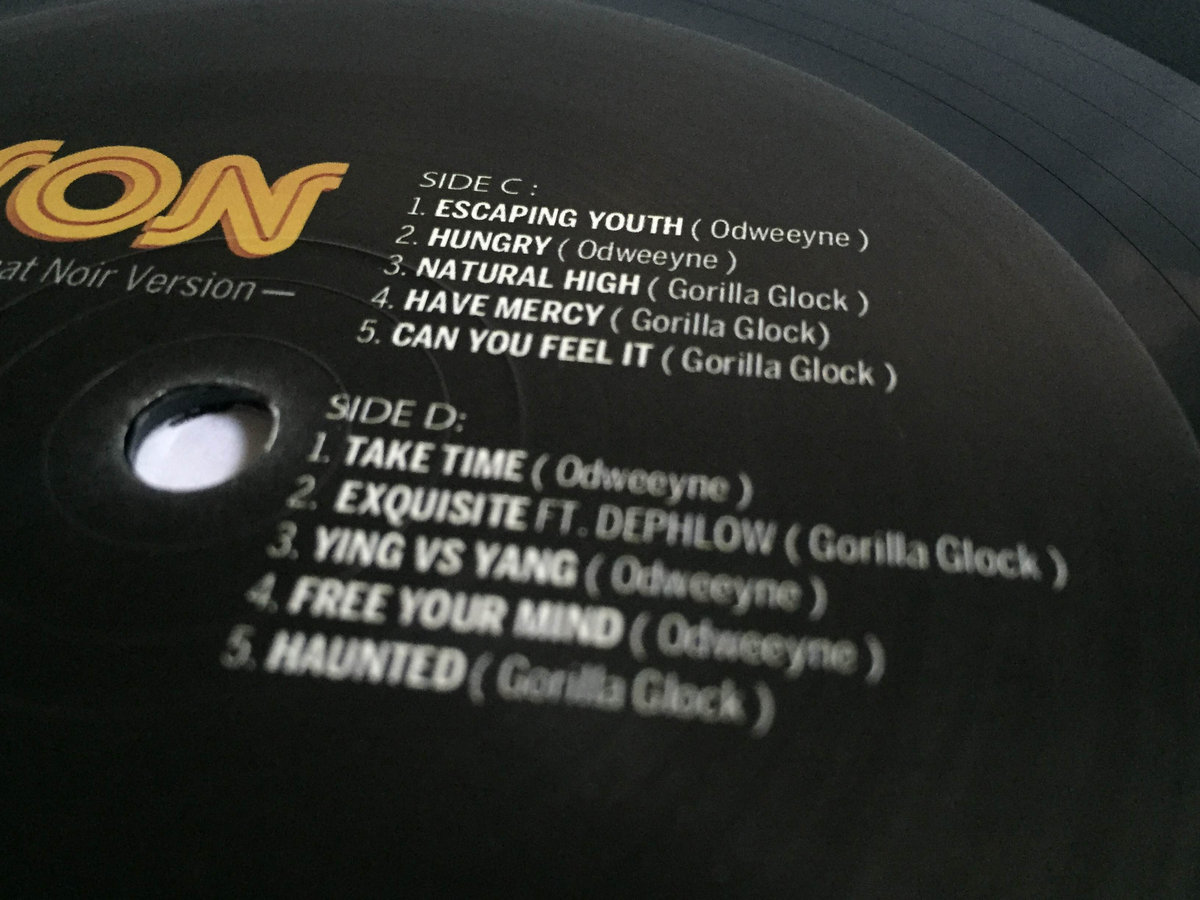 SIDE C :
1. ESCAPING YOUTH ( Odweeyne )
2. HUNGRY ( Odweeyne )
3. NATURAL HIGH ( Gorilla Glock )
4. HAVE MERCY ( Gorilla Glock)
5. CAN YOU FEEL IT ( Gorilla Glock )
Noir Version —
SIDE D:
1. TAKE TIME ( Odweeyne )
2. EXQUISITE FT. DEPHLOW ( Gorilla Glock )
3. YING VS YANG ( Odweeyne )
4. FREE YOUR MIND ( Odweeyne )
5. HAUNTED ( Gorilla Glock )